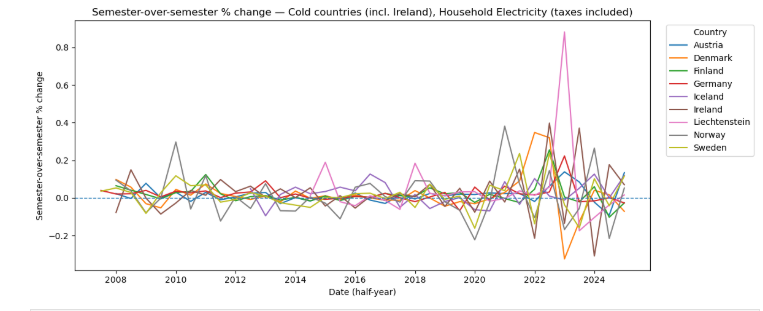 Semester-over-semester % change — Cold countries (incl. Ireland), Household Electricity (taxes included)
Semester-over-semester % change
0.8
0.6
0.4
0.2
0.0
−0.2
2008
2010
2012
2014
2016
2018
2020
2022
2024
Date (half-year)
Country
Austria
Denmark
Finland
Germany
Iceland
Ireland
Liechtenstein
Norway
Sweden